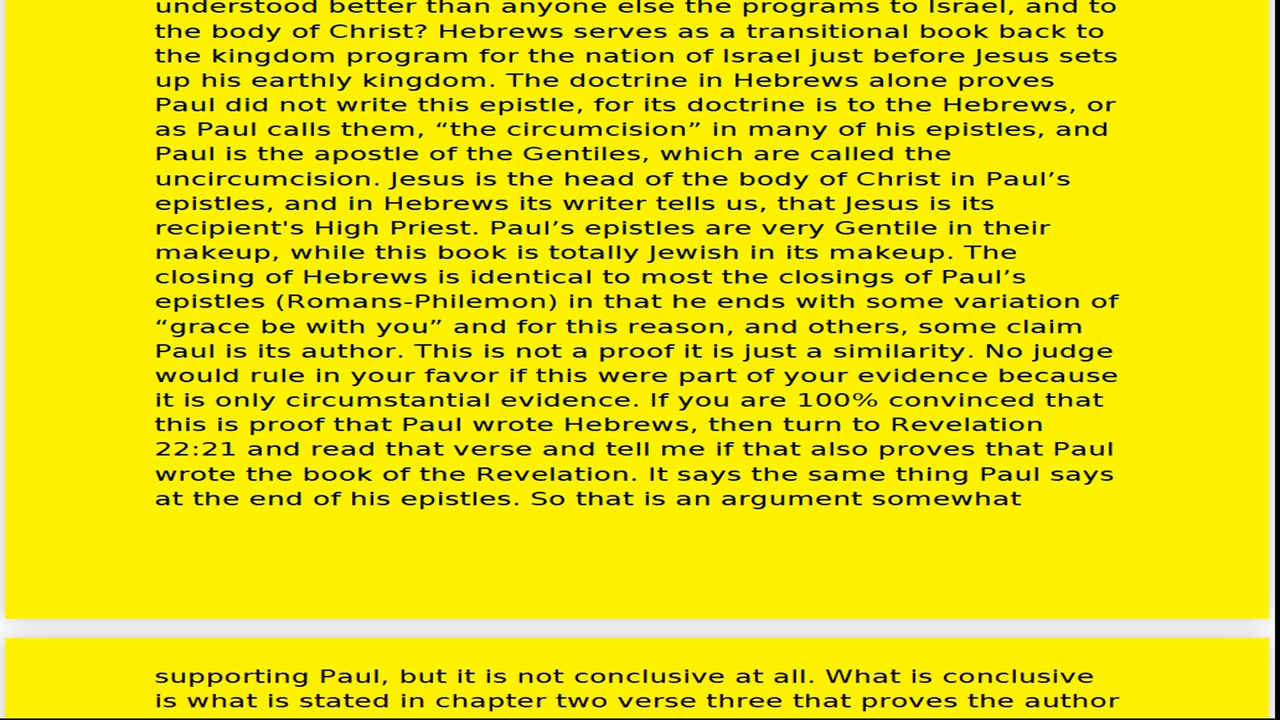 understood better than anyone else the programs to Israel, and to
the body of Christ? Hebrews serves as a transitional book back to
the kingdom program for the nation of Israel just before Jesus sets
up his earthly kingdom. The doctrine in Hebrews alone proves
Paul did not write this epistle, for its doctrine is to the Hebrews, or
as Paul calls them, “the circumcision” in many of his epistles, and
Paul is the apostle of the Gentiles, which are called the
uncircumcision. Jesus is the head of the body of Christ in Paul’s
epistles, and in Hebrews its writer tells us, that Jesus is its
recipient's High Priest. Paul’s epistles are very Gentile in their
makeup, while this book is totally Jewish in its makeup. The
closing of Hebrews is identical to most the closings of Paul’s
epistles (Romans-Philemon) in that he ends with some variation of
“grace be with you” and for this reason, and others, some claim
Paul is its author. This is not a proof it is just a similarity. No judge
would rule in your favor if this were part of your evidence because
it is only circumstantial evidence. If you are 100% convinced that
this is proof that Paul wrote Hebrews, then turn to Revelation
22:21 and read that verse and tell me if that also proves that Paul
wrote the book of the Revelation. It says the same thing Paul says
at the end of his epistles. So that is an argument somewhat
supporting Paul, but it is not conclusive at all. What is conclusive
is what is stated in chapter two verse three that proves the author